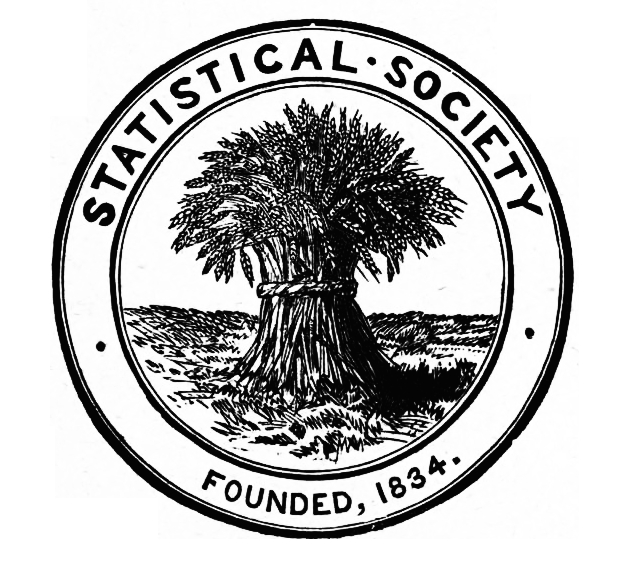 STATISTICAL · SOCIETY
FOUNDED, 1834.